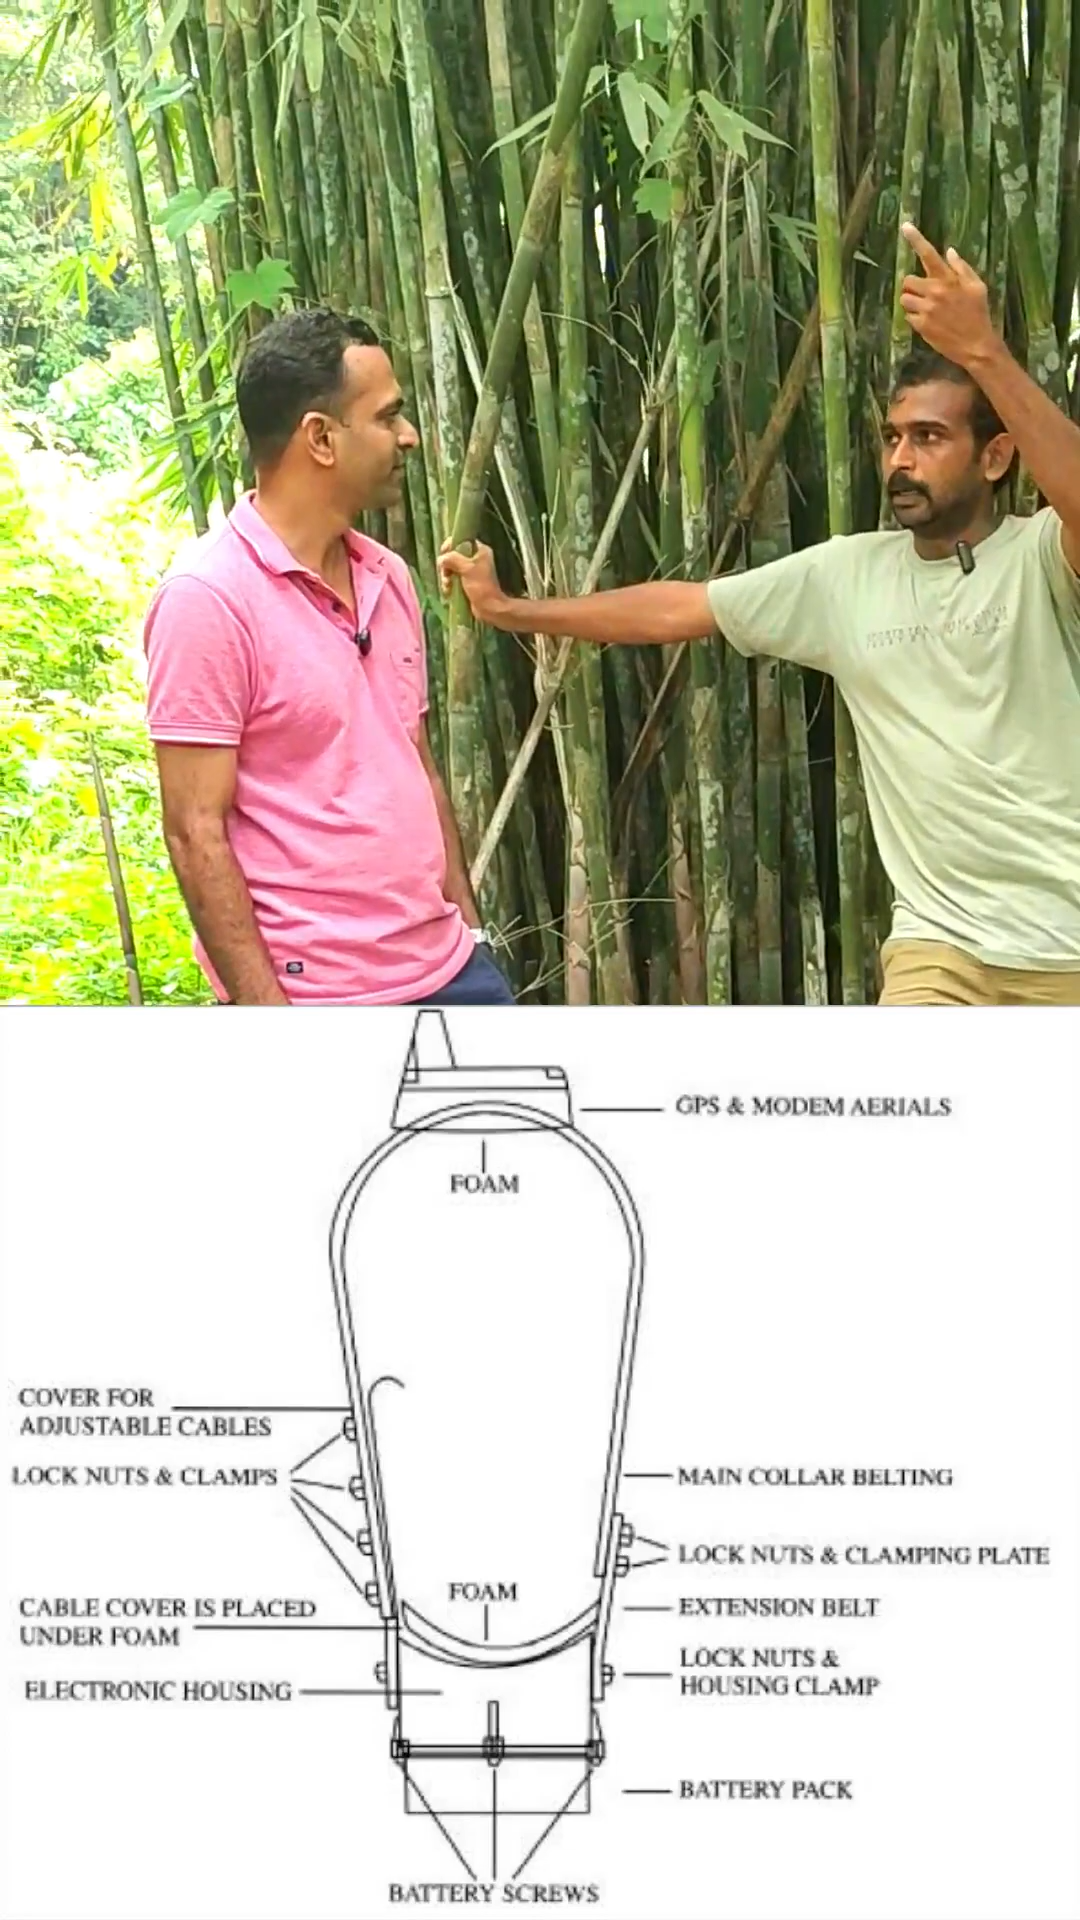 GPS & MODEM AERIALS
FOAM
COVER FOR
ADJUSTABLE CABLES
LOCK NUTS & CLAMPS
MAIN COLLAR BELTING
LOCK NUTS & CLAMPING PLATE
FOAM
CABLE COVER IS PLACED
UNDER FOAM
EXTENSION BELT
LOCK NUTS &
HOUSING CLAMP
ELECTRONIC HOUSING
BATTERY PACK
BATTERY SCREWS